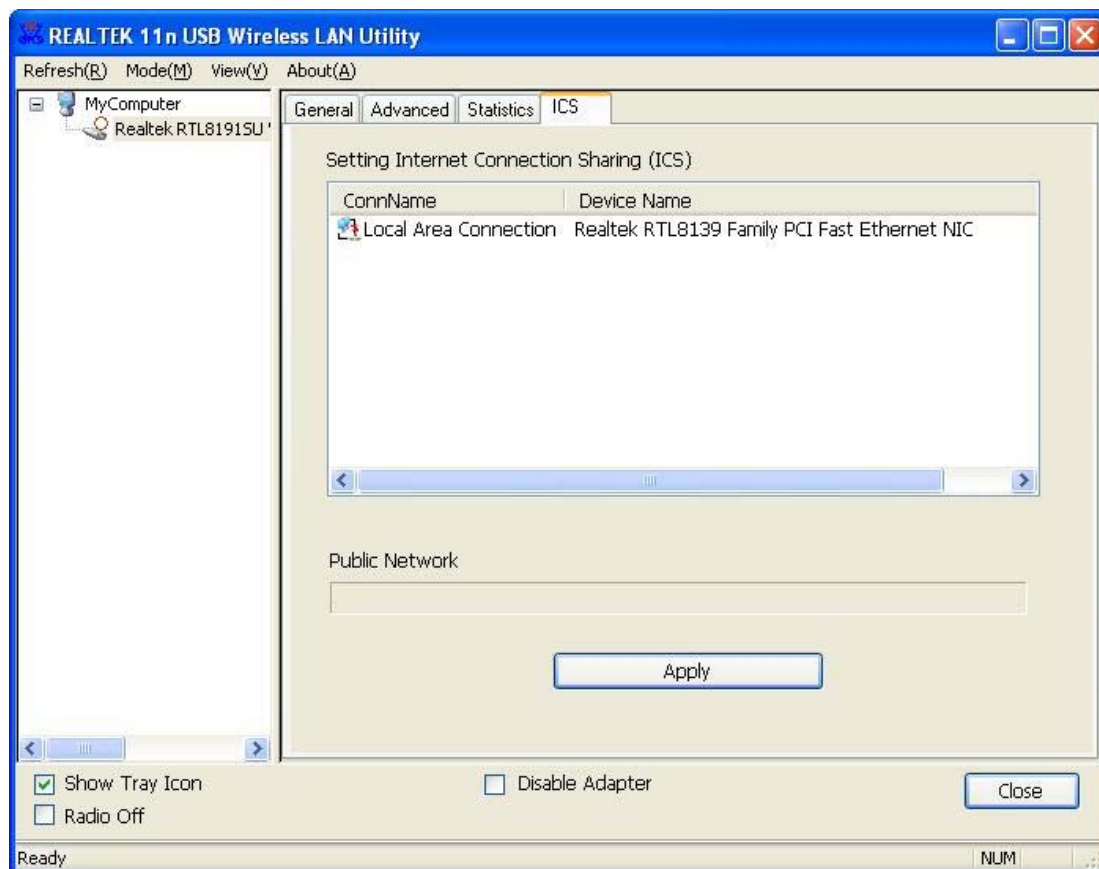 REALTEK 11n USB Wireless LAN Utility
Refresh(R) Mode(M) View(V) About(A)
MyComputer
Realtek RTL8191SU '
General Advanced Statistics ICS
Setting Internet Connection Sharing (ICS)
ConnName Device Name
Local Area Connection Realtek RTL8139 Family PCI Fast Ethernet NIC
Public Network
Apply
Show Tray Icon
Disable Adapter
Close
Radio Off
Ready
NUM